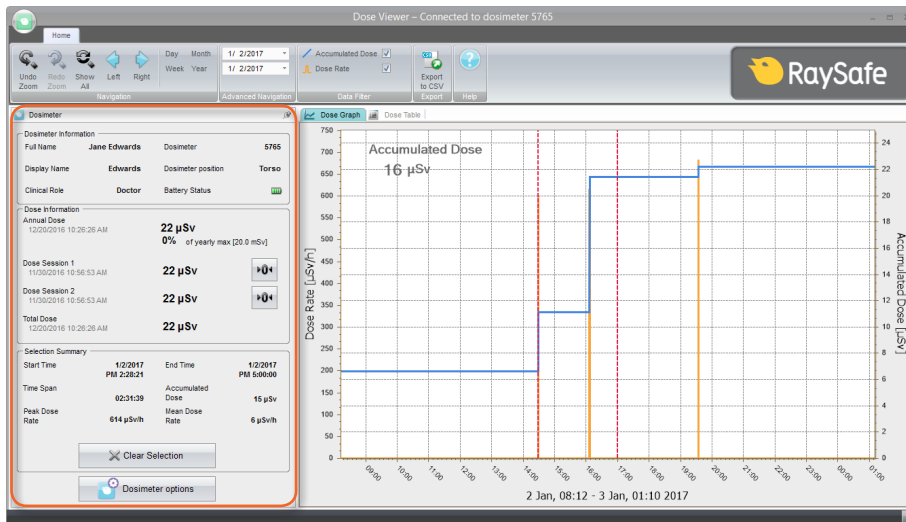 Dose Viewer – Connected to dosimeter 5765
Home
Undo Zoom
Redo Zoom
Show All
Left
Right
Day Month
Week Year
1/ 2/2017
1/ 2/2017
Accumulated Dose
Dose Rate
CSV
Export to CSV
Navigation
Advanced Navigation
Data Filter
Export
Help
RaySafe
Dosimeter
Dosimeter Information
Full Name Jane Edwards Dosimeter 5765
Display Name Edwards Dosimeter position Torso
Clinical Role Doctor Battery Status
Dose Information
Annual Dose
12/20/2016 10:26:26 AM
22 µSv
0% of yearly max [20.0 mSv]
Dose Session 1
11/30/2016 10:56:53 AM
22 µSv
0
Dose Session 2
11/30/2016 10:56:53 AM
22 µSv
0
Total Dose
12/20/2016 10:26:26 AM
22 µSv
Selection Summary
Start Time 1/2/2017 PM 2:28:21
End Time 1/2/2017 PM 5:00:00
Time Span 02:31:39
Accumulated Dose 15 µSv
Peak Dose Rate 614 µSv/h
Mean Dose Rate 6 µSv/h
Clear Selection
Dosimeter options
Dose Graph
Dose Table
Accumulated Dose
16 µSv
Dose Rate [µSv/h]
750
700
650
600
550
500
450
400
350
300
250
200
150
100
50
0
Accumulated Dose [µSv]
24
22
20
18
16
14
12
10
8
6
4
2
0
09:00
10:00
11:00
12:00
13:00
14:00
15:00
16:00
17:00
18:00
19:00
20:00
21:00
22:00
23:00
00:00
01:00
2 Jan, 08:12 - 3 Jan, 01:10 2017